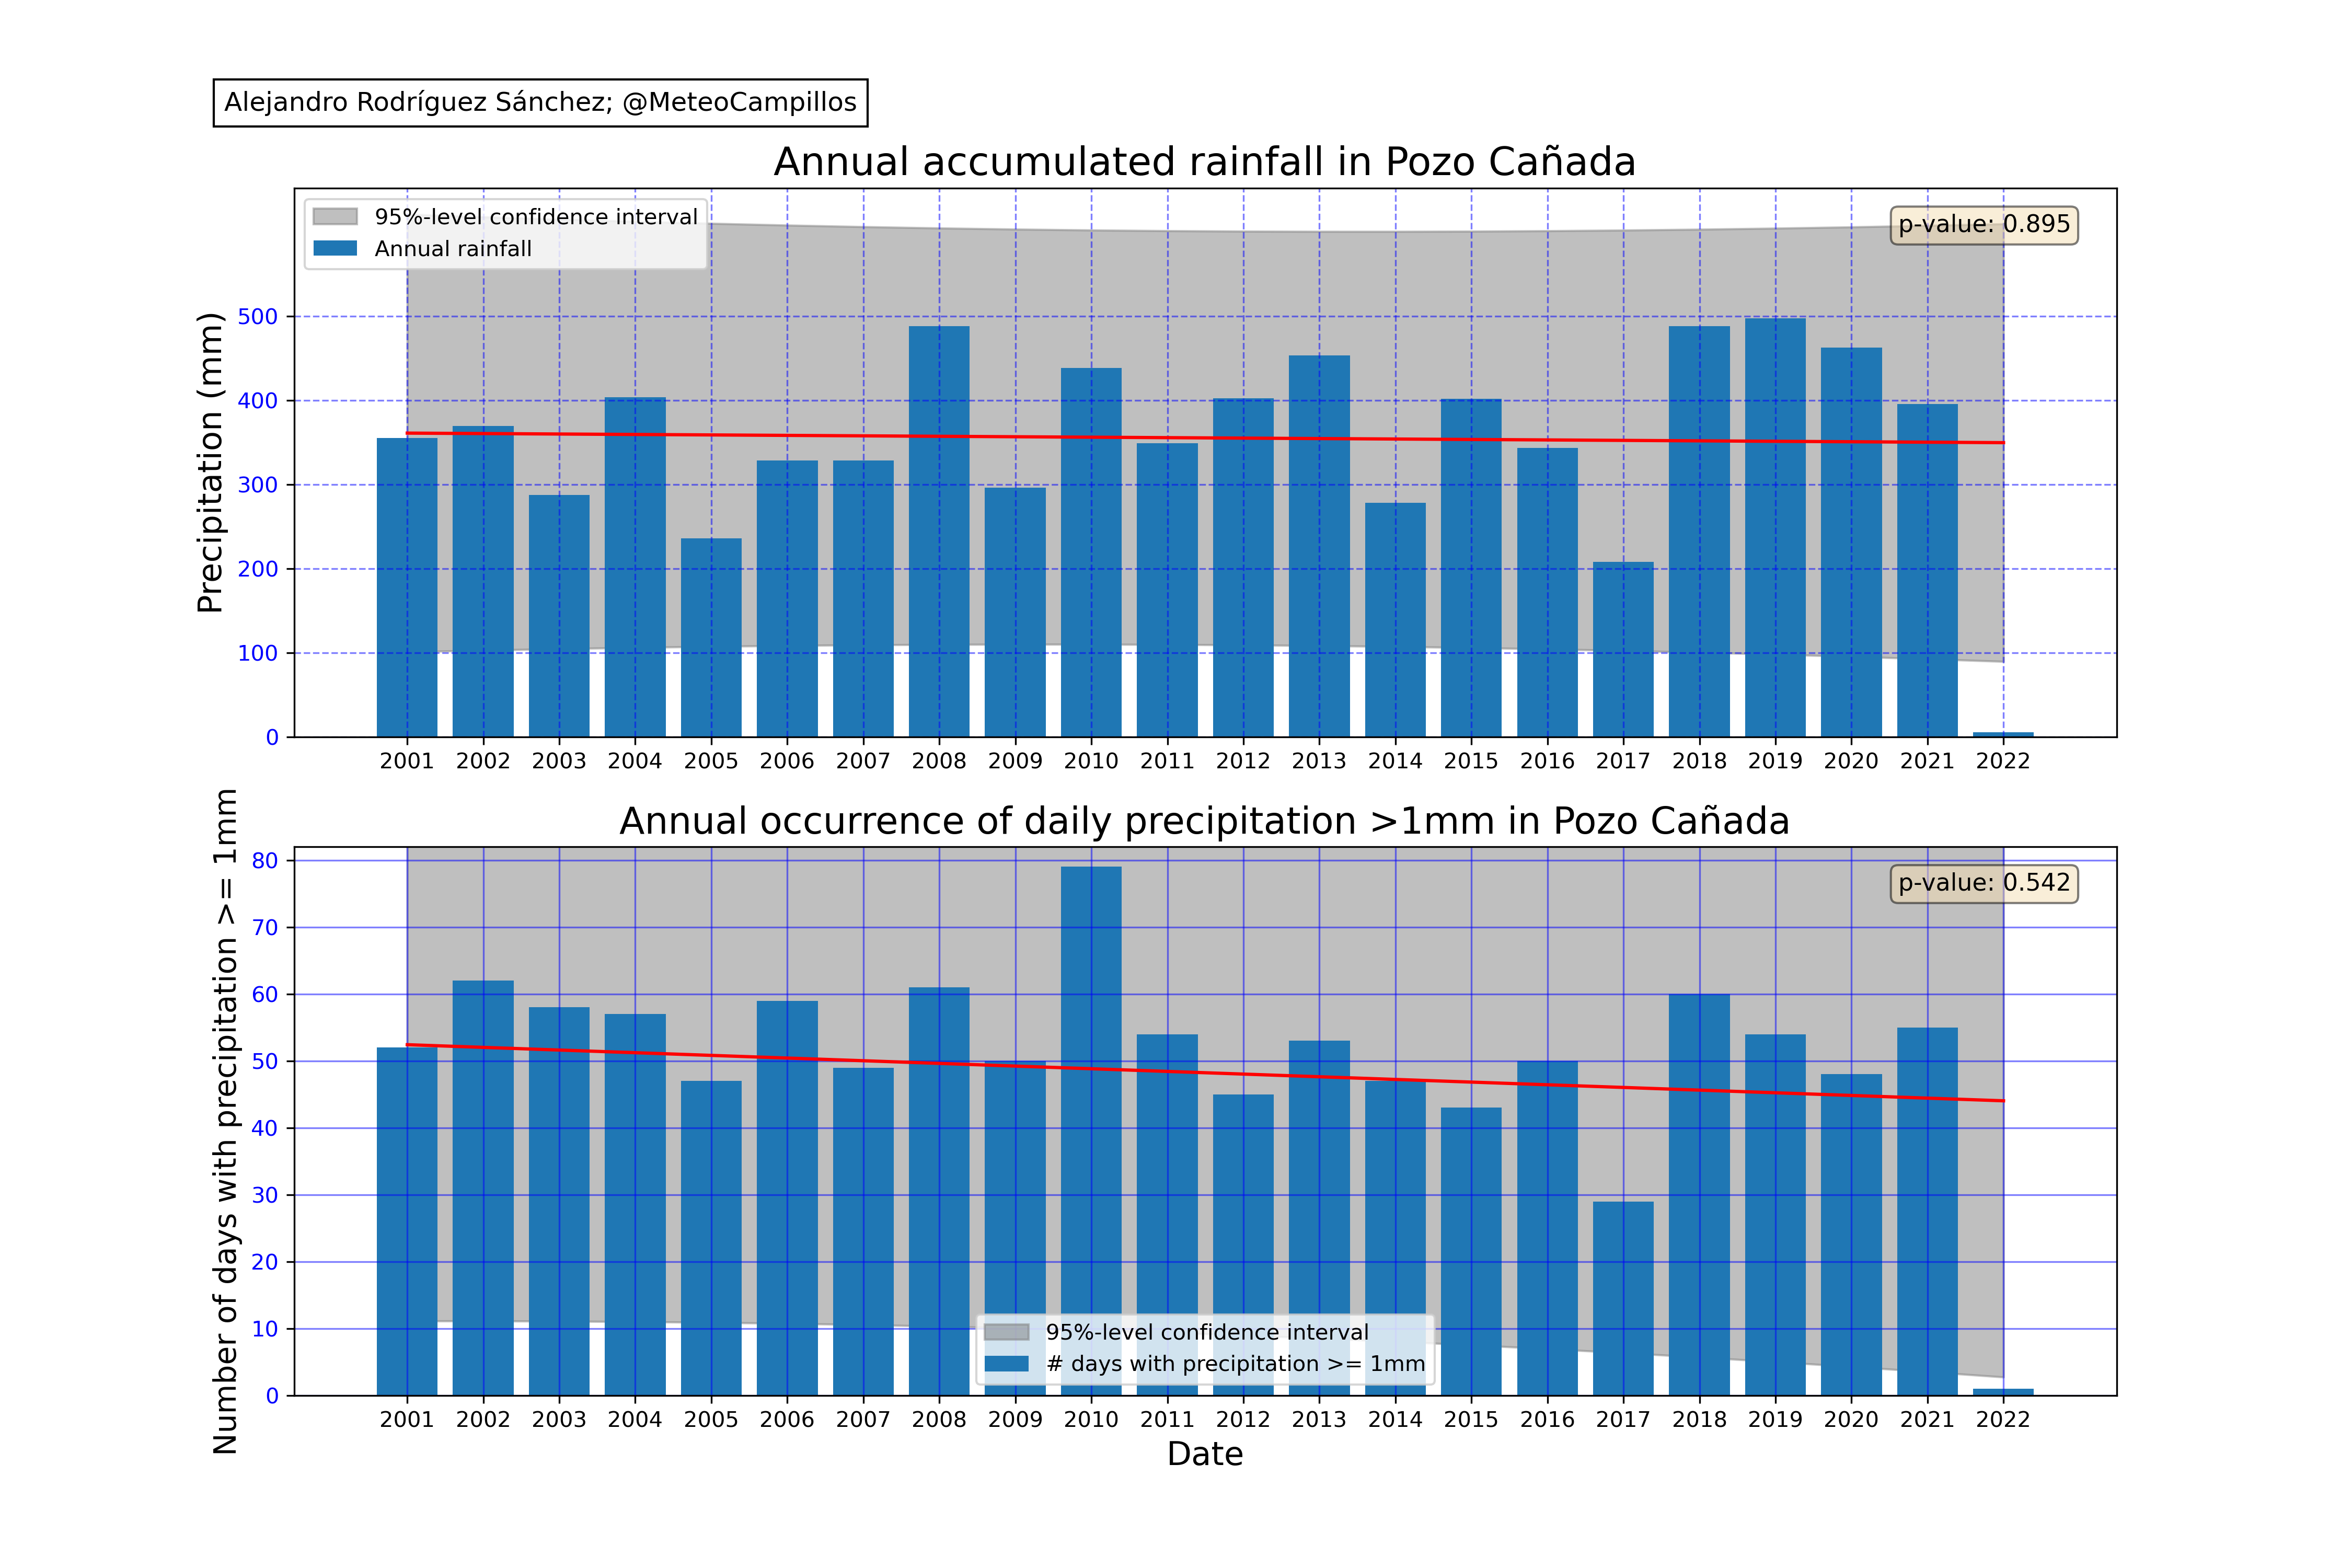 Alejandro Rodríguez Sánchez; @MeteoCampillos
Annual accumulated rainfall in Pozo Cañada
95%-level confidence interval
Annual rainfall
p-value: 0.895
Precipitation (mm)
500
400
300
200
100
0
2001 2002 2003 2004 2005 2006 2007 2008 2009 2010 2011 2012 2013 2014 2015 2016 2017 2018 2019 2020 2021 2022
Annual occurrence of daily precipitation >1mm in Pozo Cañada
p-value: 0.542
Number of days with precipitation >= 1mm
80
70
60
50
40
30
20
10
0
95%-level confidence interval
# days with precipitation >= 1mm
2001 2002 2003 2004 2005 2006 2007 2008 2009 2010 2011 2012 2013 2014 2015 2016 2017 2018 2019 2020 2021 2022
Date